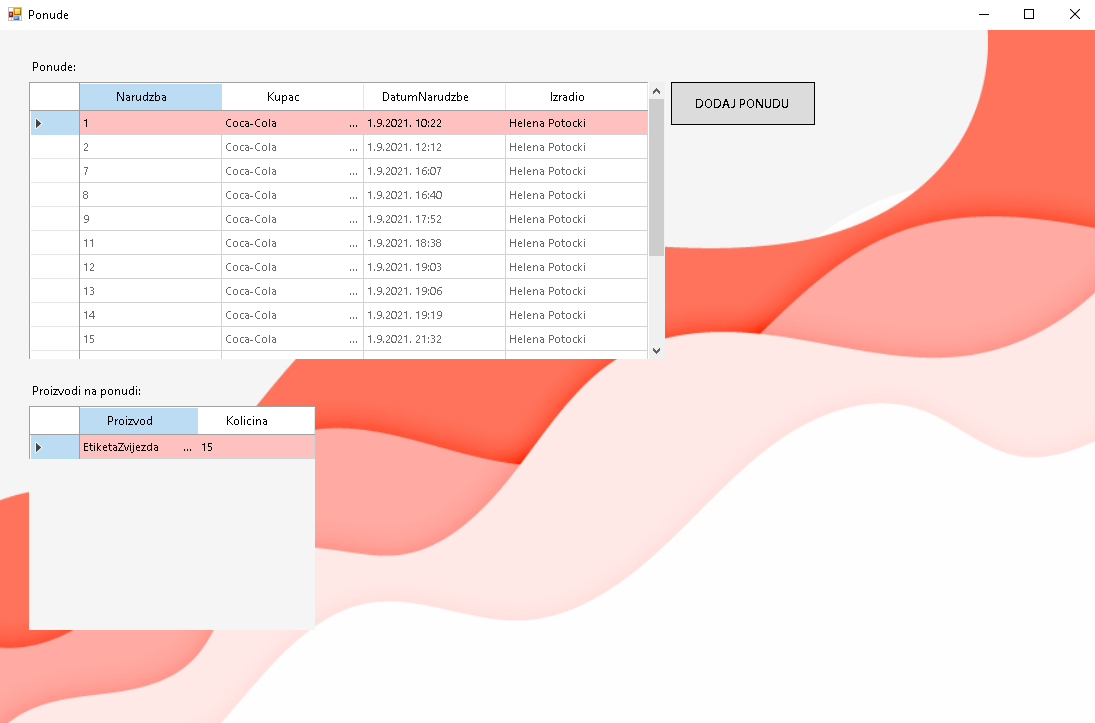 Ponude
Ponude:
Narudzba Kupac DatumNarudzbe Izradio
1 Coca-Cola ... 1.9.2021. 10:22 Helena Potocki
2 Coca-Cola ... 1.9.2021. 12:12 Helena Potocki
7 Coca-Cola ... 1.9.2021. 16:07 Helena Potocki
8 Coca-Cola ... 1.9.2021. 16:40 Helena Potocki
9 Coca-Cola ... 1.9.2021. 17:52 Helena Potocki
11 Coca-Cola ... 1.9.2021. 18:38 Helena Potocki
12 Coca-Cola ... 1.9.2021. 19:03 Helena Potocki
13 Coca-Cola ... 1.9.2021. 19:06 Helena Potocki
14 Coca-Cola ... 1.9.2021. 19:19 Helena Potocki
15 Coca-Cola ... 1.9.2021. 21:32 Helena Potocki
DODAJ PONUDU
Proizvodi na ponudi:
Proizvod Kolicina
EtiketaZvijezda ... 15